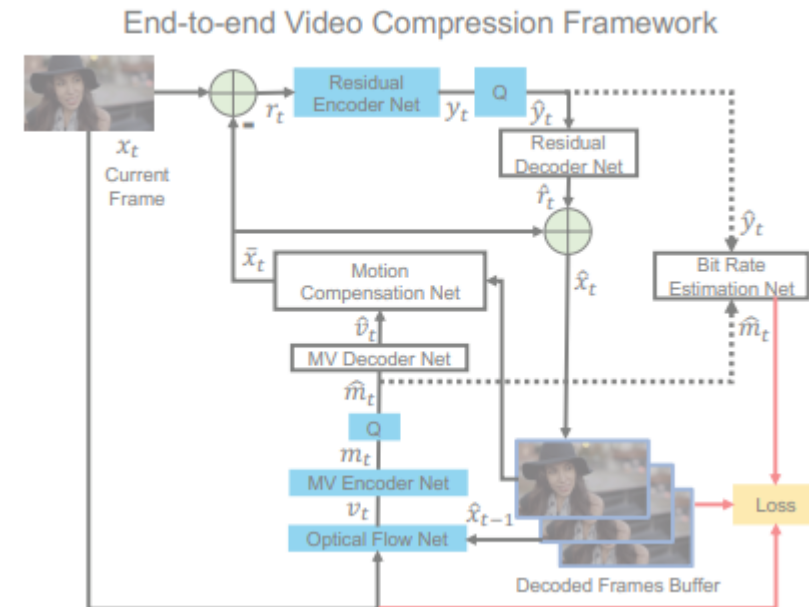 End-to-end Video Compression Framework
x_t
Current
Frame
-
r_t
Residual
Encoder Net
y_t
Q
ŷ_t
Residual
Decoder Net
r̂_t
ŷ_t
x̄_t
Motion
Compensation Net
x̂_t
Bit Rate
Estimation Net
v̂_t
m̂_t
MV Decoder Net
m̂_t
Q
m_t
MV Encoder Net
v_t
x̂_{t-1}
Loss
Optical Flow Net
Decoded Frames Buffer